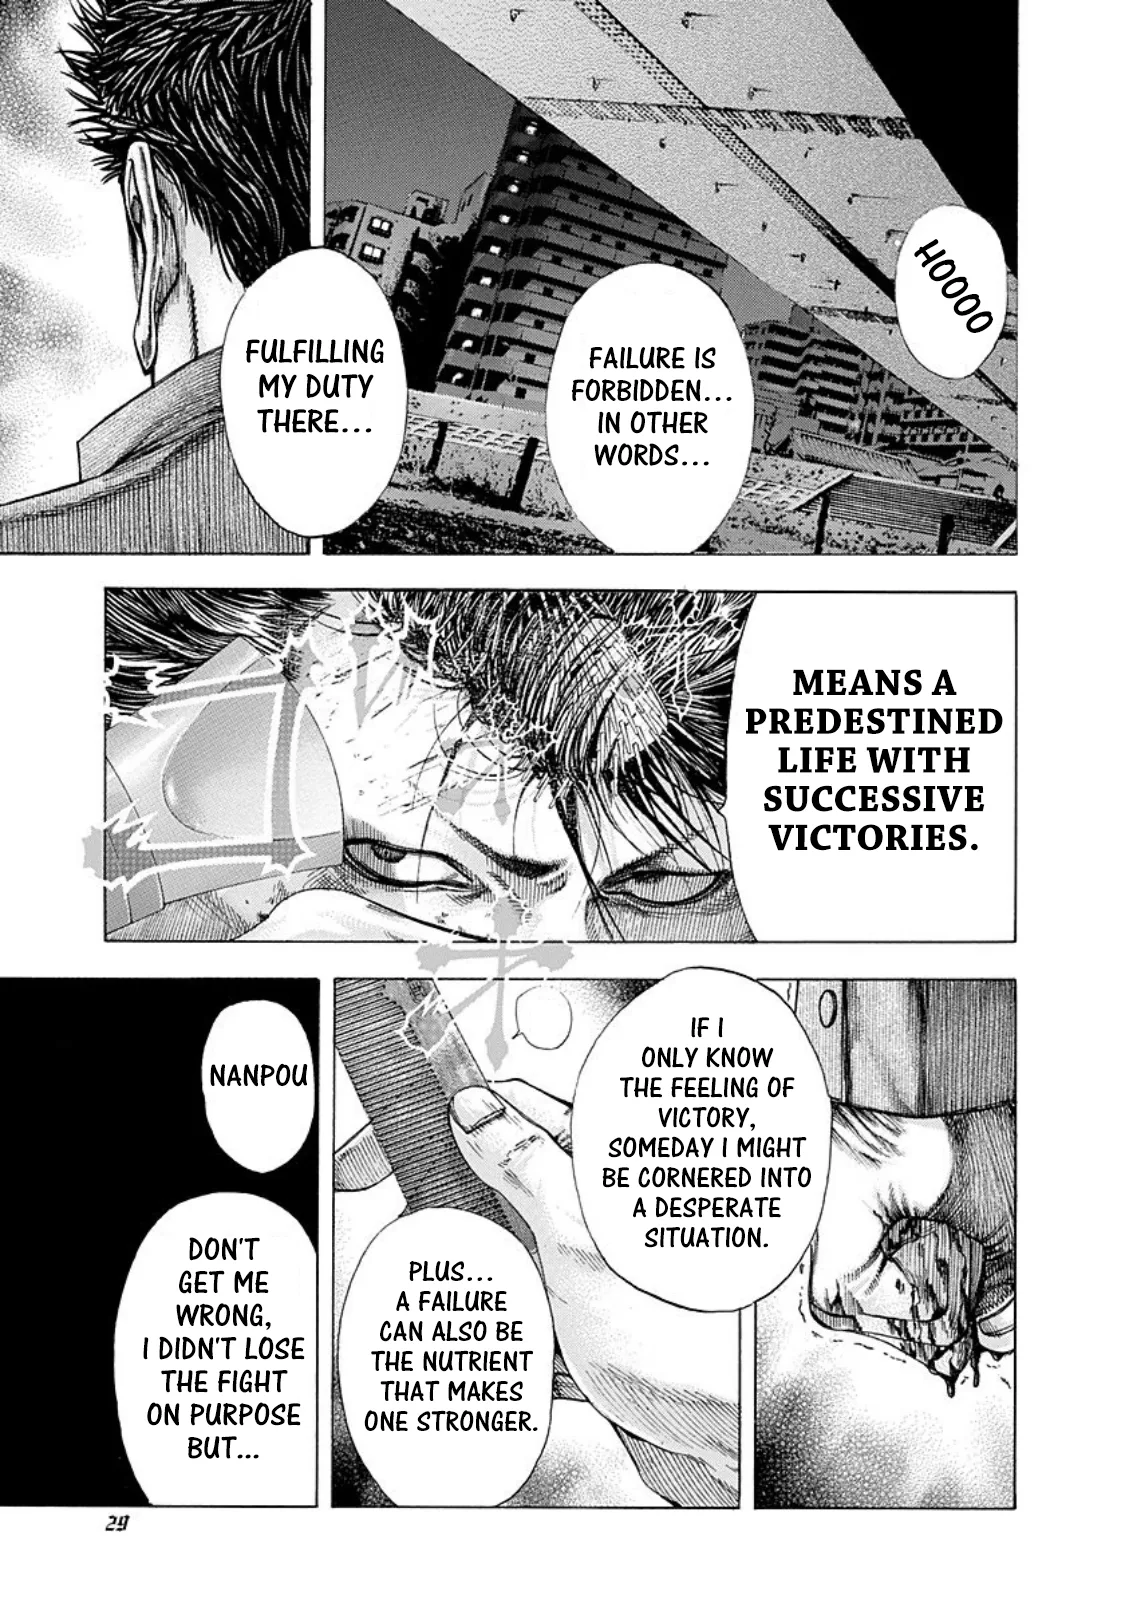 HOOOO
FAILURE IS
FORBIDDEN...
IN OTHER
WORDS...
FULFILLING
MY DUTY
THERE...
MEANS A
PREDESTINED
LIFE WITH
SUCCESSIVE
VICTORIES.
IF I
ONLY KNOW
THE FEELING OF
VICTORY,
SOMEDAY I MIGHT
BE CORNERED INTO
A DESPERATE
SITUATION.
PLUS...
A FAILURE
CAN ALSO BE
THE NUTRIENT
THAT MAKES
ONE STRONGER.
NANPOU
DON'T
GET ME
WRONG,
I DIDN'T LOSE
THE FIGHT
ON PURPOSE
BUT...
29